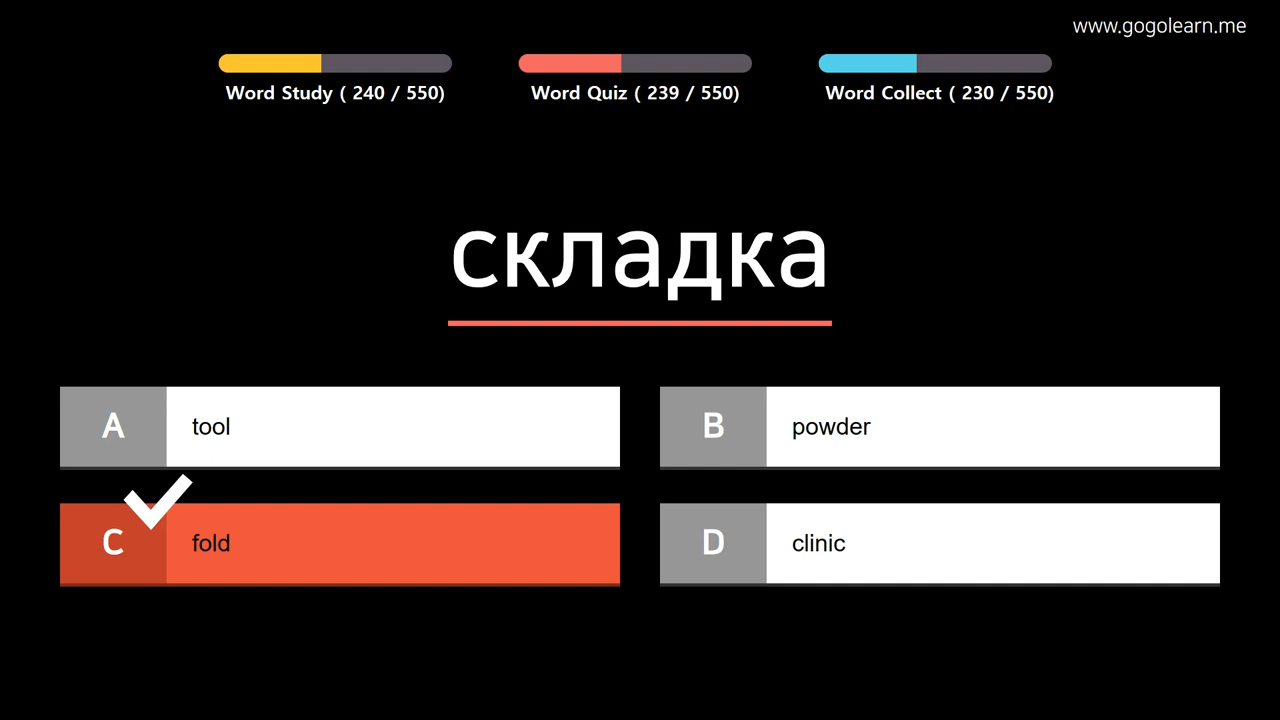 www.gogolearn.me
Word Study ( 240 / 550)
Word Quiz ( 239 / 550)
Word Collect ( 230 / 550)
складка
A tool
B powder
C fold
D clinic